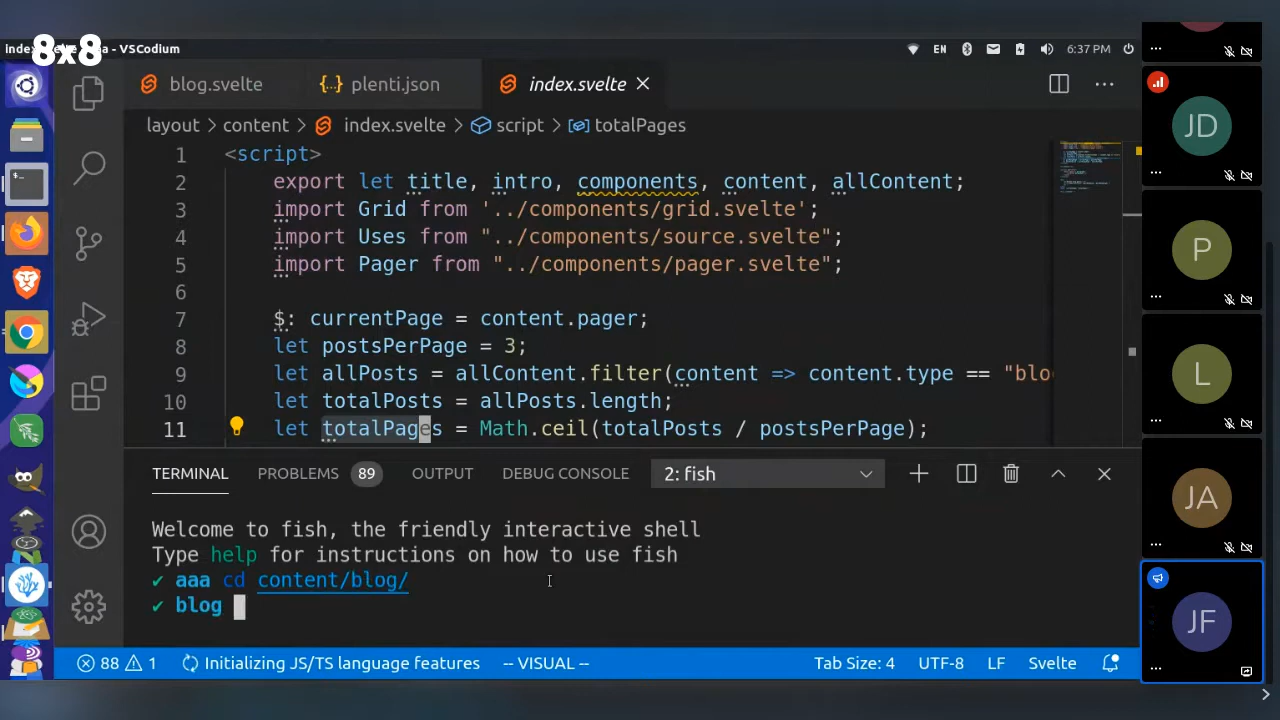 8x8
- VSCodium
EN
6:37 PM
blog.svelte
{..} plenti.json
index.svelte
layout > content > index.svelte > script > totalPages
1 <script>
2 export let title, intro, components, content, allContent;
3 import Grid from '../components/grid.svelte';
4 import Uses from "../components/source.svelte";
5 import Pager from "../components/pager.svelte";
6
7 $: currentPage = content.pager;
8 let postsPerPage = 3;
9 let allPosts = allContent.filter(content => content.type == "blo
10 let totalPosts = allPosts.length;
11 let totalPages = Math.ceil(totalPosts / postsPerPage);
TERMINAL PROBLEMS 89 OUTPUT DEBUG CONSOLE 2: fish
Welcome to fish, the friendly interactive shell
Type help for instructions on how to use fish
✔ aaa cd content/blog/
✔ blog
88 1 Initializing JS/TS language features -- VISUAL -- Tab Size: 4 UTF-8 LF Svelte
JD
P
L
JA
JF